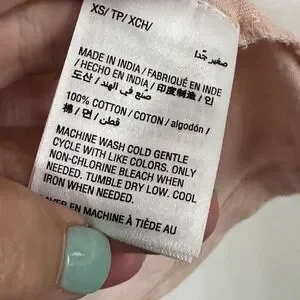 XS/ TP/ XCH/
صغير جدًا
MADE IN INDIA / FABRIQUÉ EN INDE
/ HECHO EN INDIA / 印度制造 / 인
도산 / صنع في الهند /
100% COTTON / COTON / algodón /
棉 / 면 / قطن
MACHINE WASH COLD GENTLE
CYCLE WITH LIKE COLORS. ONLY
NON-CHLORINE BLEACH WHEN
NEEDED. TUMBLE DRY LOW. COOL
IRON WHEN NEEDED.
LAVER EN MACHINE À TIÈDE AU